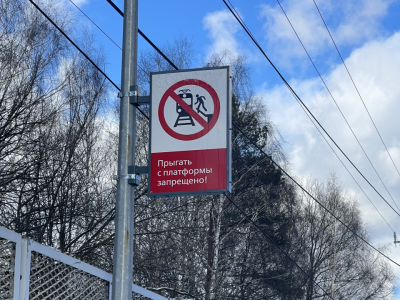 Прыгать
с платформы
запрещено!